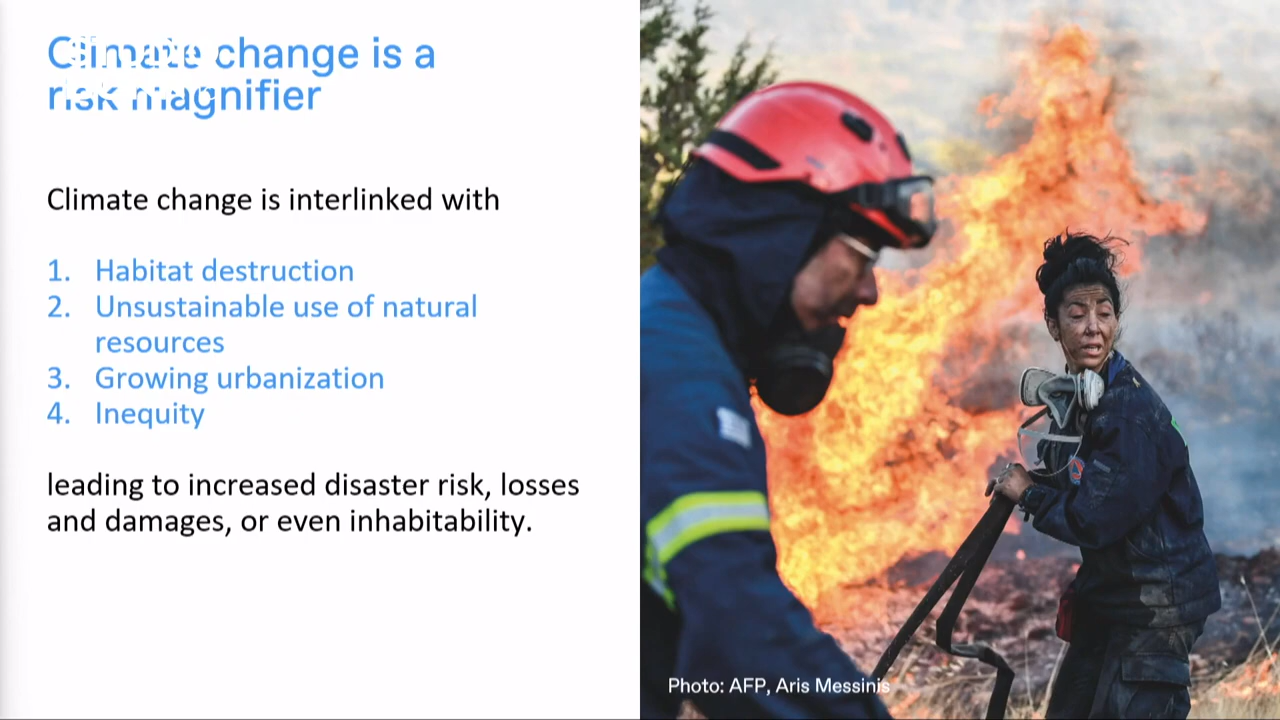 Climate change is a
risk magnifier
Climate change is interlinked with
1. Habitat destruction
2. Unsustainable use of natural
resources
3. Growing urbanization
4. Inequity
leading to increased disaster risk, losses
and damages, or even inhabitability.
Photo: AFP, Aris Messinis